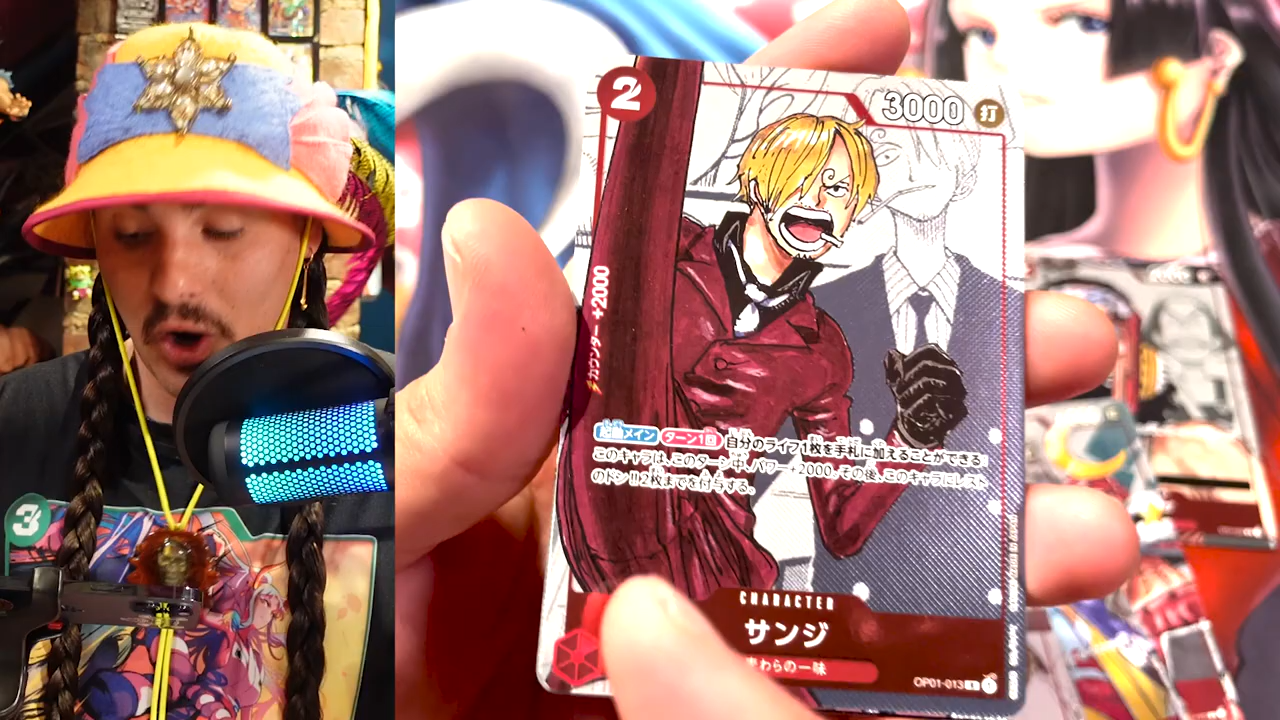 2
3000
打
カウンター +2000
起動メイン ターン1回 自分のライフ1枚を手札に加えることができる
このキャラは、このターン中、パワー+2000。その後、このキャラにレスト
のドン!!2枚までを付与する。
CHARACTER
サンジ
わらの一味
OP01-013
3